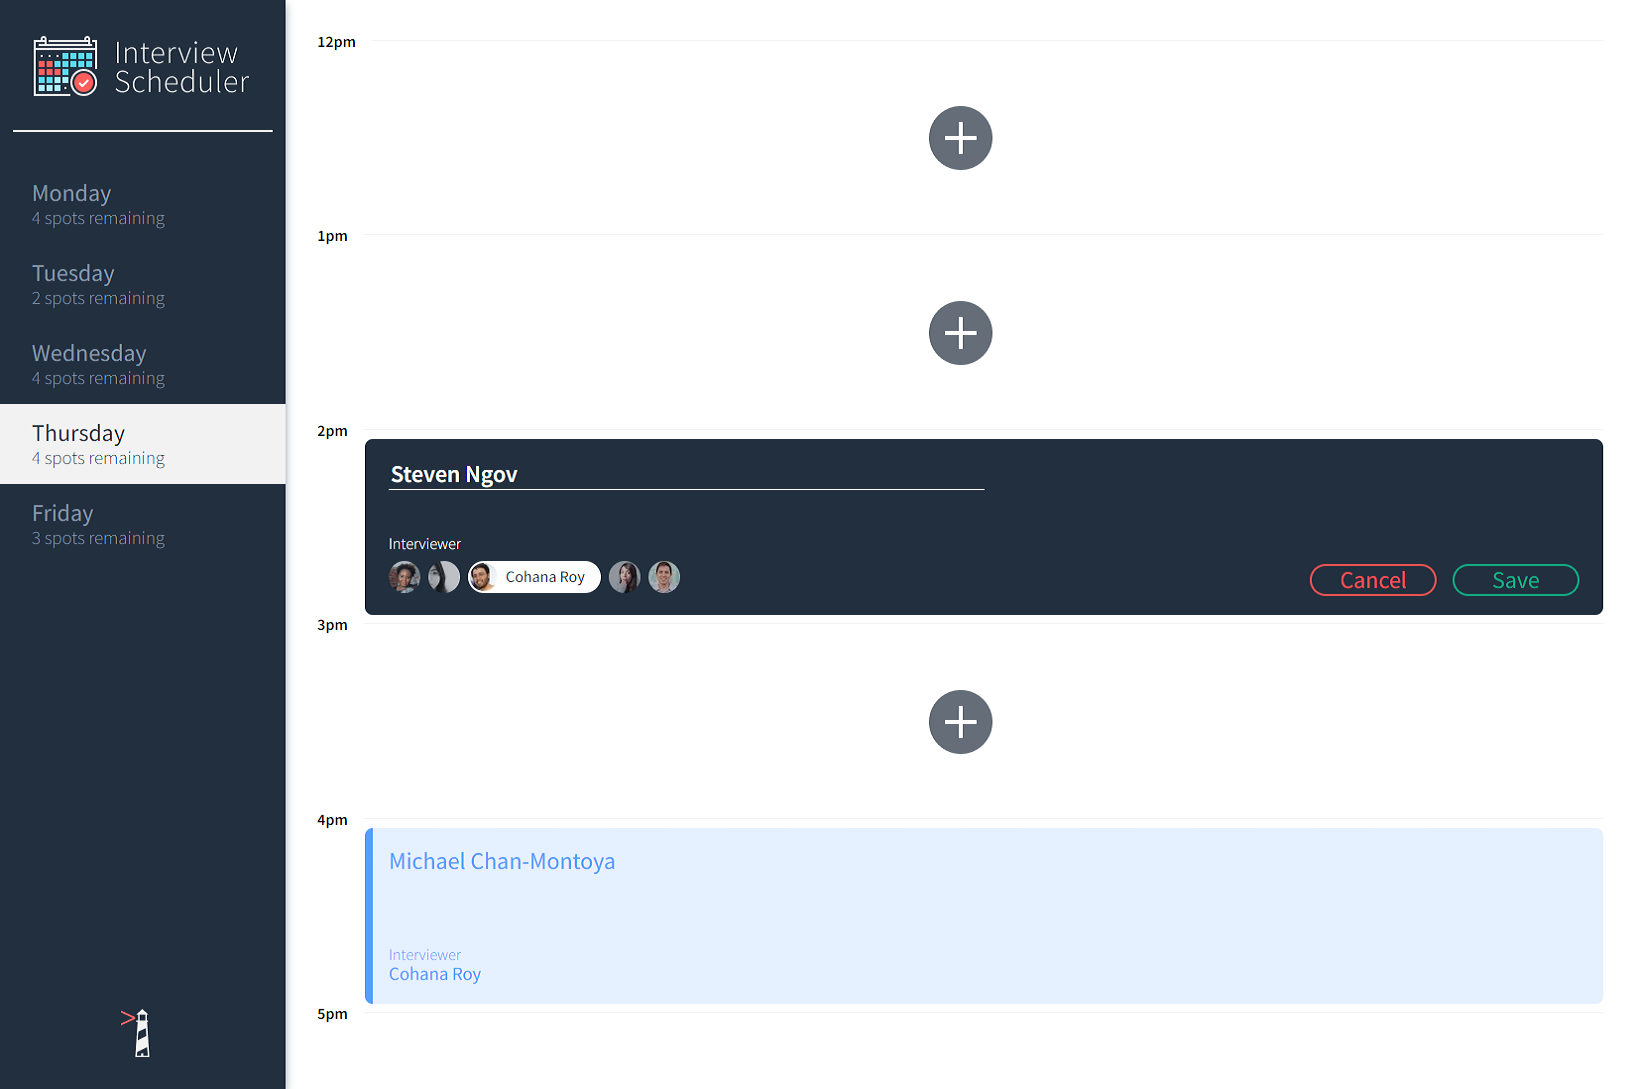 Interview
Scheduler
Monday
4 spots remaining
Tuesday
2 spots remaining
Wednesday
4 spots remaining
Thursday
4 spots remaining
Friday
3 spots remaining
12pm
1pm
2pm
Steven Ngov
Interviewer
Cohana Roy
Cancel
Save
3pm
4pm
Michael Chan-Montoya
Interviewer
Cohana Roy
5pm